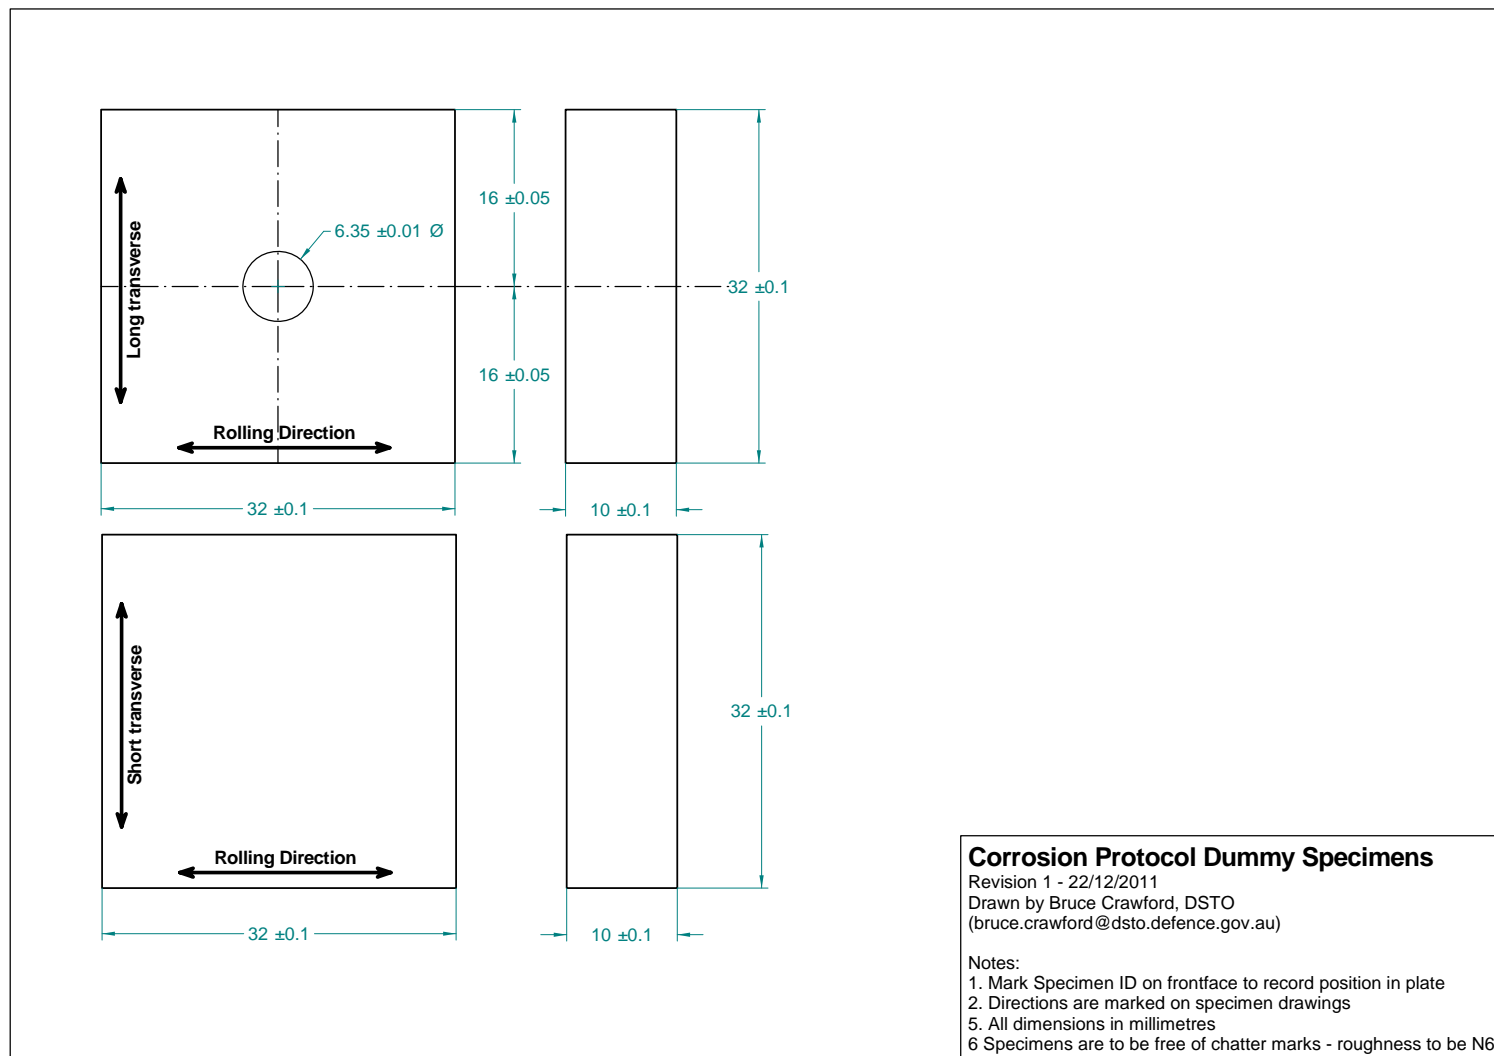 16 ±0.05
6.35 ±0.01 Ø
Long transverse
32 ±0.1
16 ±0.05
Rolling Direction
32 ±0.1
10 ±0.1
Short transverse
32 ±0.1
Rolling Direction
32 ±0.1
10 ±0.1
Corrosion Protocol Dummy Specimens
Revision 1 - 22/12/2011
Drawn by Bruce Crawford, DSTO
(bruce.crawford@dsto.defence.gov.au)
Notes:
1. Mark Specimen ID on frontface to record position in plate
2. Directions are marked on specimen drawings
5. All dimensions in millimetres
6 Specimens are to be free of chatter marks - roughness to be N6